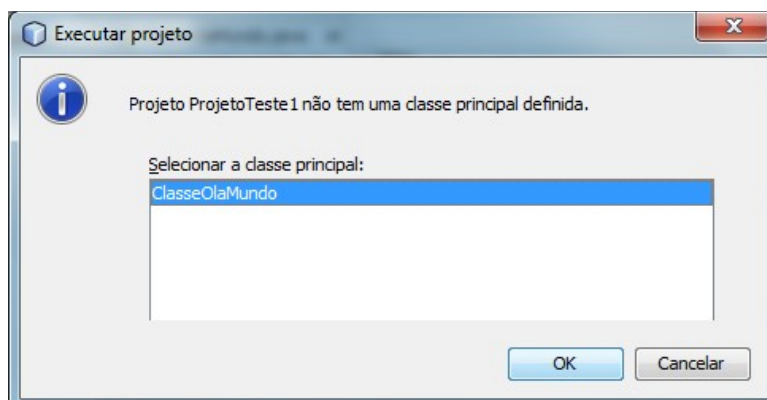 Executar projeto
Projeto ProjetoTeste1 não tem uma classe principal definida.
Selecionar a classe principal:
ClasseOlaMundo
OK
Cancelar